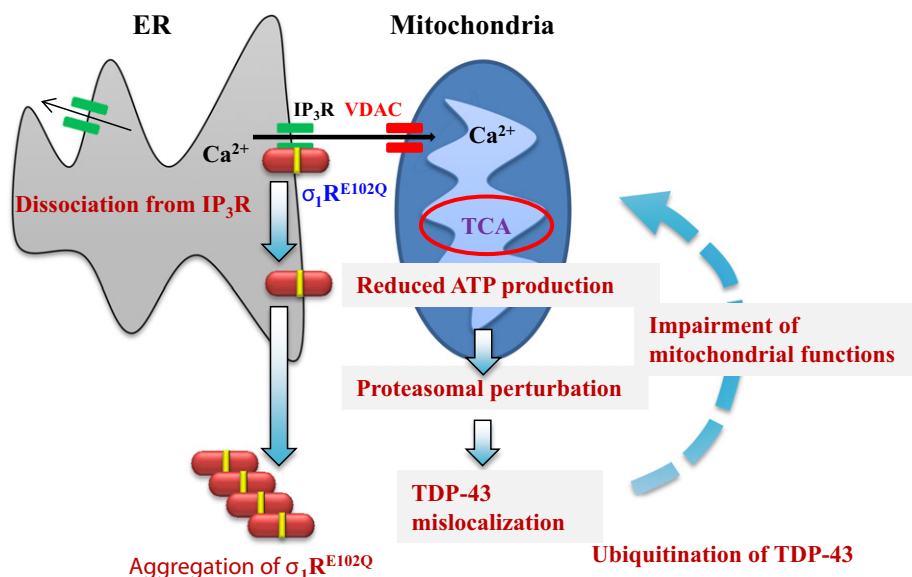 ER
Mitochondria
IP₃R VDAC
Ca²⁺
Ca²⁺
σ₁Rᴱ¹⁰²Q
Dissociation from IP₃R
TCA
Reduced ATP production
Impairment of
mitochondrial functions
Proteasomal perturbation
TDP-43
mislocalization
Aggregation of σ₁Rᴱ¹⁰²Q
Ubiquitination of TDP-43